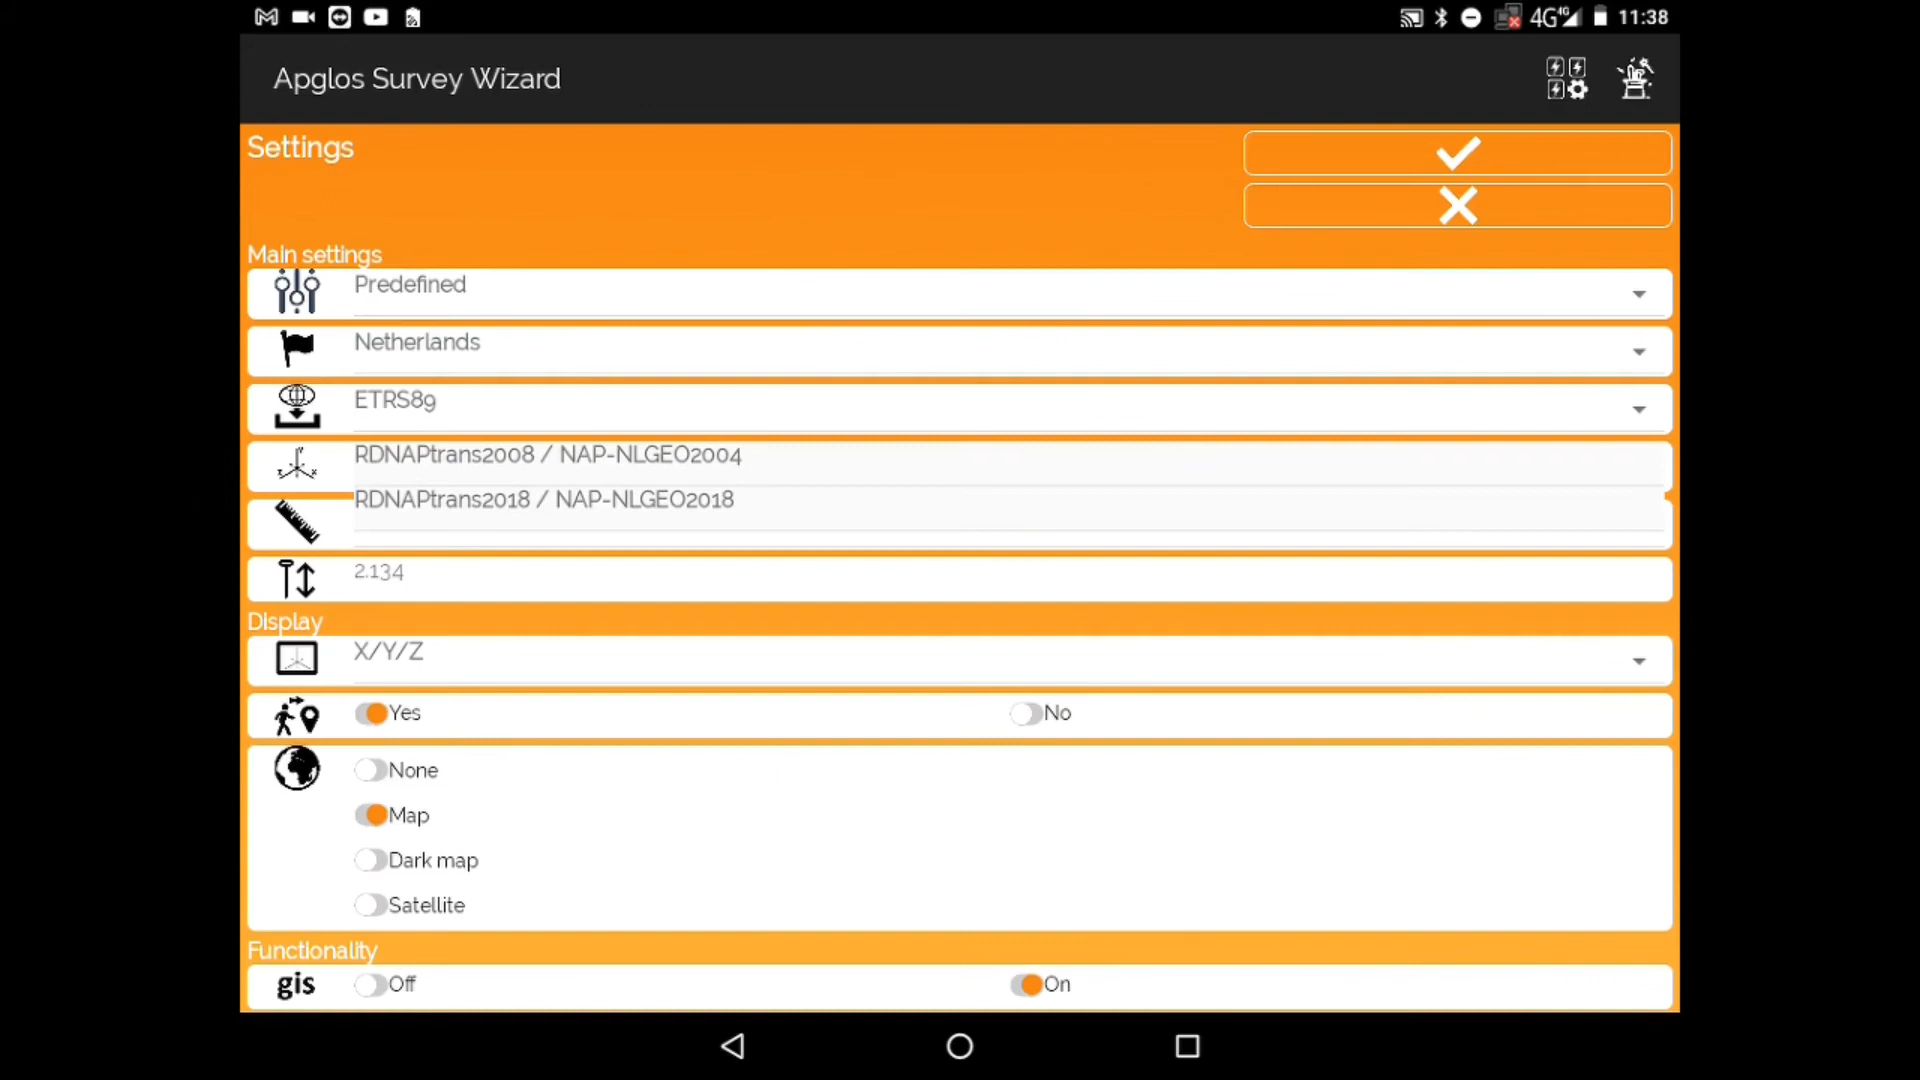 4G 4G 11:38
Apglos Survey Wizard
Settings
Main settings
Predefined
Netherlands
ETRS89
RDNAPtrans2008 / NAP-NLGEO2004
RDNAPtrans2018 / NAP-NLGEO2018
2.134
Display
X/Y/Z
Yes No
None
Map
Dark map
Satellite
Functionality
gis Off On